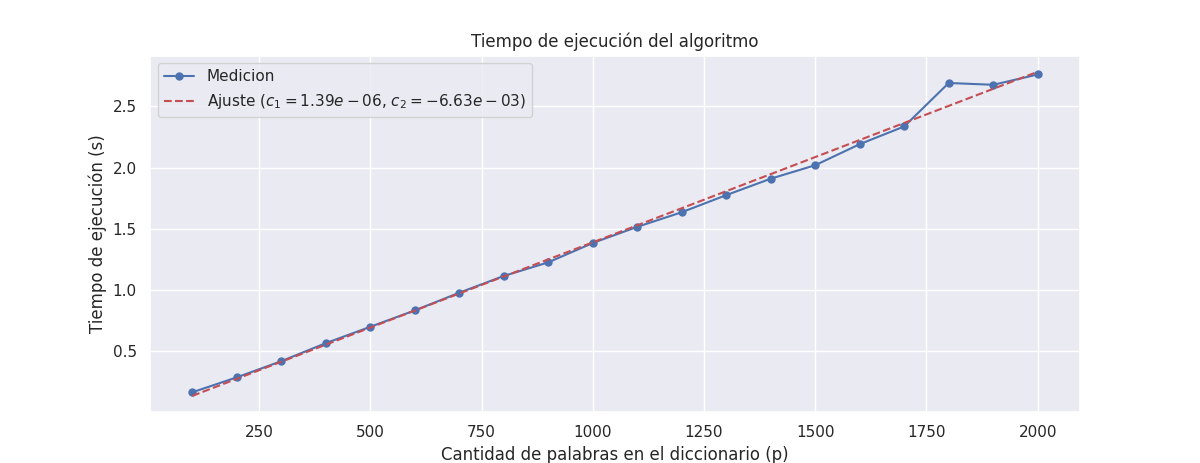 Tiempo de ejecución del algoritmo
Medicion
Ajuste (c₁ = 1.39e − 06, c₂ = −6.63e − 03)
Tiempo de ejecución (s)
2.5
2.0
1.5
1.0
0.5
250 500 750 1000 1250 1500 1750 2000
Cantidad de palabras en el diccionario (p)